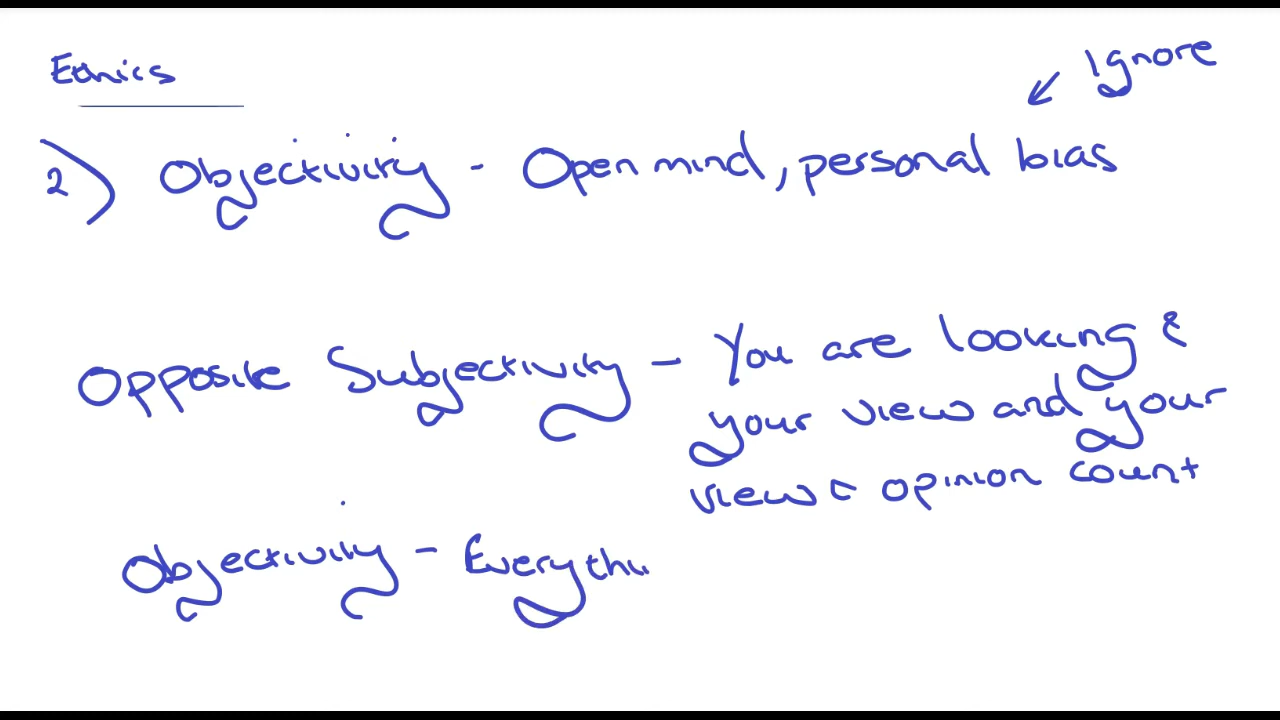 Ethics
Ignore
2) Objectivity - Open mind, personal bias
Opposite Subjectivity - You are looking &
your view and your
view & opinion count
Objectivity - Everythi